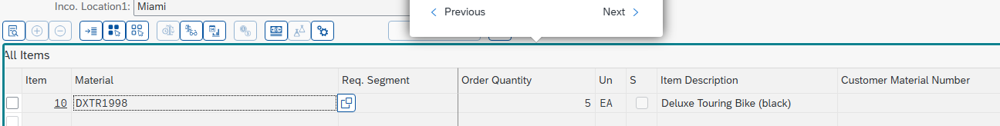 Inco. Location1: Miami
Previous Next
All Items
Item Material Req. Segment Order Quantity Un S Item Description Customer Material Number
10 DXTR1998 5 EA Deluxe Touring Bike (black)